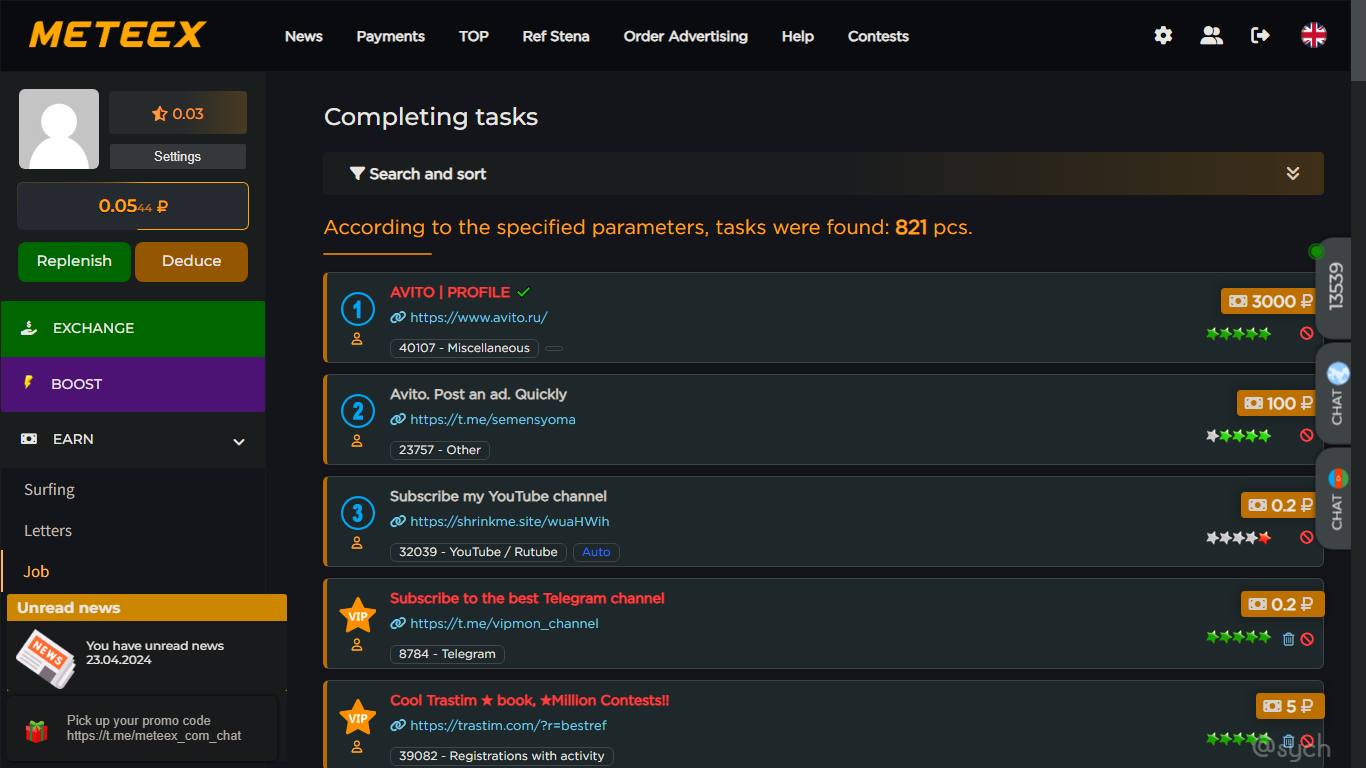 METEEX
News
Payments
TOP
Ref Stena
Order Advertising
Help
Contests
0.03
Settings
0.0544 ₽
Replenish
Deduce
EXCHANGE
BOOST
EARN
Surfing
Letters
Job
Unread news
NEWS
You have unread news
23.04.2024
Pick up your promo code
https://t.me/meteex_com_chat
Completing tasks
Search and sort
According to the specified parameters, tasks were found: 821 pcs.
1
AVITO | PROFILE
https://www.avito.ru/
40107 - Miscellaneous
3000 ₽
2
Avito. Post an ad. Quickly
https://t.me/semensyoma
23757 - Other
100 ₽
3
Subscribe my YouTube channel
https://shrinkme.site/wuaHWih
32039 - YouTube / Rutube
Auto
0.2 ₽
VIP
Subscribe to the best Telegram channel
https://t.me/vipmon_channel
8784 - Telegram
0.2 ₽
VIP
Cool Trastim ★ book, ★Million Contests!!
https://trastim.com/?r=bestref
39082 - Registrations with activity
5 ₽
13539
CHAT
CHAT
@sych